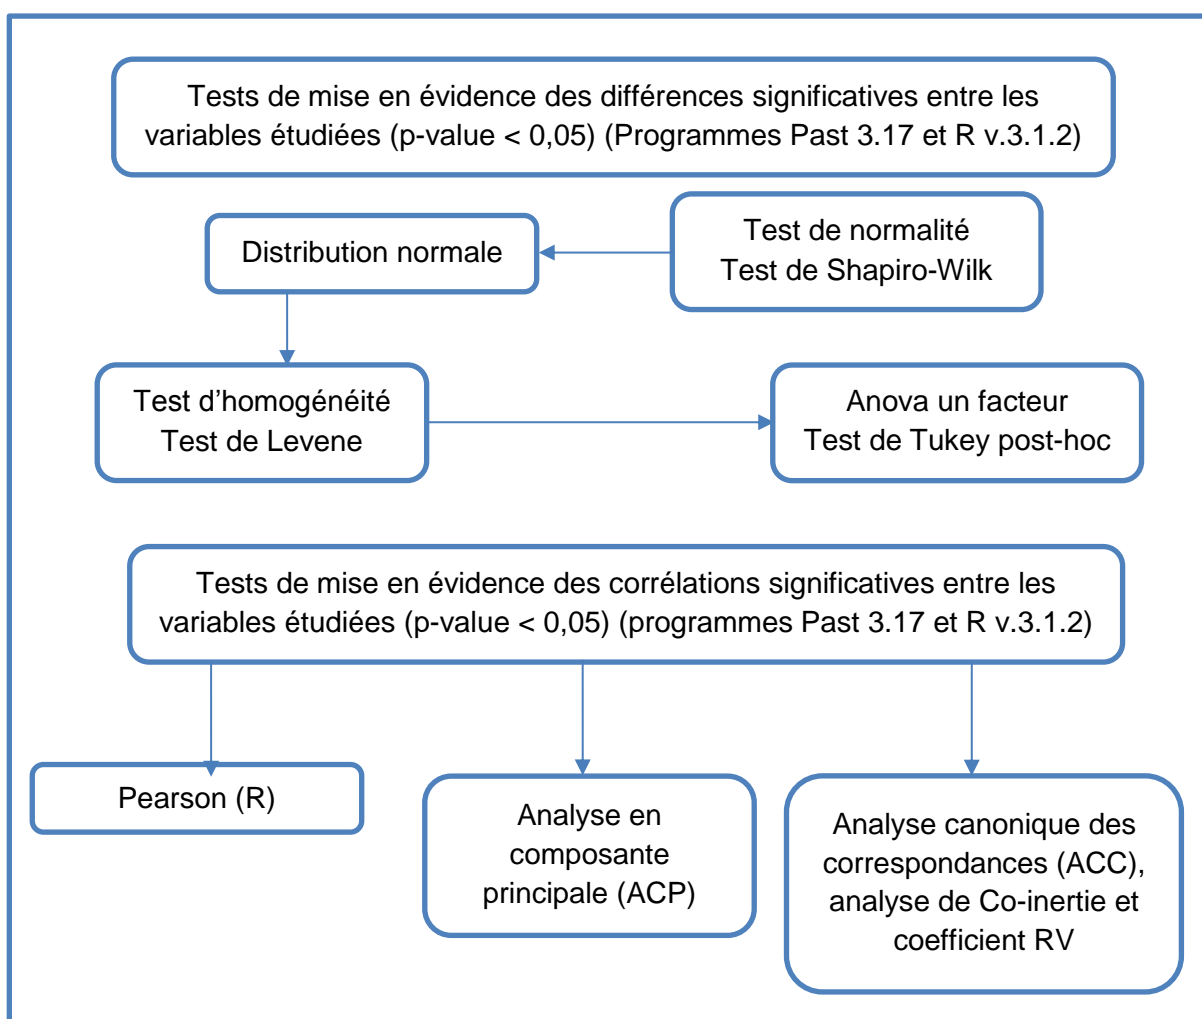 Tests de mise en évidence des différences significatives entre les
variables étudiées (p-value < 0,05) (Programmes Past 3.17 et R v.3.1.2)
Test de normalité
Test de Shapiro-Wilk
Distribution normale
Test d’homogénéité
Test de Levene
Anova un facteur
Test de Tukey post-hoc
Tests de mise en évidence des corrélations significatives entre les
variables étudiées (p-value < 0,05) (programmes Past 3.17 et R v.3.1.2)
Pearson (R)
Analyse en
composante
principale (ACP)
Analyse canonique des
correspondances (ACC),
analyse de Co-inertie et
coefficient RV